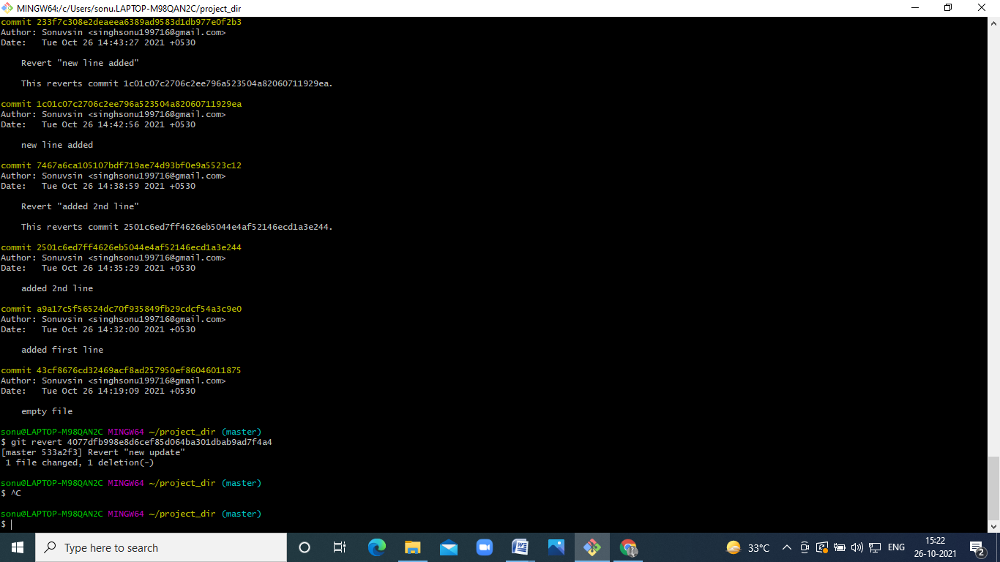 MINGW64:/c/Users/sonu.LAPTOP-M98QAN2C/project_dir
commit 233f7c308e2deaeea6389ad9583d1db977e0f2b3
Author: Sonuvsin <singhsonu199716@gmail.com>
Date:   Tue Oct 26 14:43:27 2021 +0530
Revert "new line added"
This reverts commit 1c01c07c2706c2ee796a523504a82060711929ea.
commit 1c01c07c2706c2ee796a523504a82060711929ea
Author: Sonuvsin <singhsonu199716@gmail.com>
Date:   Tue Oct 26 14:42:56 2021 +0530
new line added
commit 7467a6ca105107bdf719ae74d93bf0e9a5523c12
Author: Sonuvsin <singhsonu199716@gmail.com>
Date:   Tue Oct 26 14:38:59 2021 +0530
Revert "added 2nd line"
This reverts commit 2501c6ed7ff4626eb5044e4af52146ecd1a3e244.
commit 2501c6ed7ff4626eb5044e4af52146ecd1a3e244
Author: Sonuvsin <singhsonu199716@gmail.com>
Date:   Tue Oct 26 14:35:29 2021 +0530
added 2nd line
commit a9a17c5f56524dc70f935849fb29cdcf54a3c9e0
Author: Sonuvsin <singhsonu199716@gmail.com>
Date:   Tue Oct 26 14:32:00 2021 +0530
added first line
commit 43cf8676cd32469acf8ad257950ef86046011875
Author: Sonuvsin <singhsonu199716@gmail.com>
Date:   Tue Oct 26 14:19:09 2021 +0530
empty file
sonu@LAPTOP-M98QAN2C MINGW64 ~/project_dir (master)
$ git revert 4077dfb998e8d6cef85d064ba301dbab9ad7f4a4
[master 533a2f3] Revert "new update"
1 file changed, 1 deletion(-)
sonu@LAPTOP-M98QAN2C MINGW64 ~/project_dir (master)
$ ^C
sonu@LAPTOP-M98QAN2C MINGW64 ~/project_dir (master)
$
Type here to search
33°C
ENG
15:22
26-10-2021
2